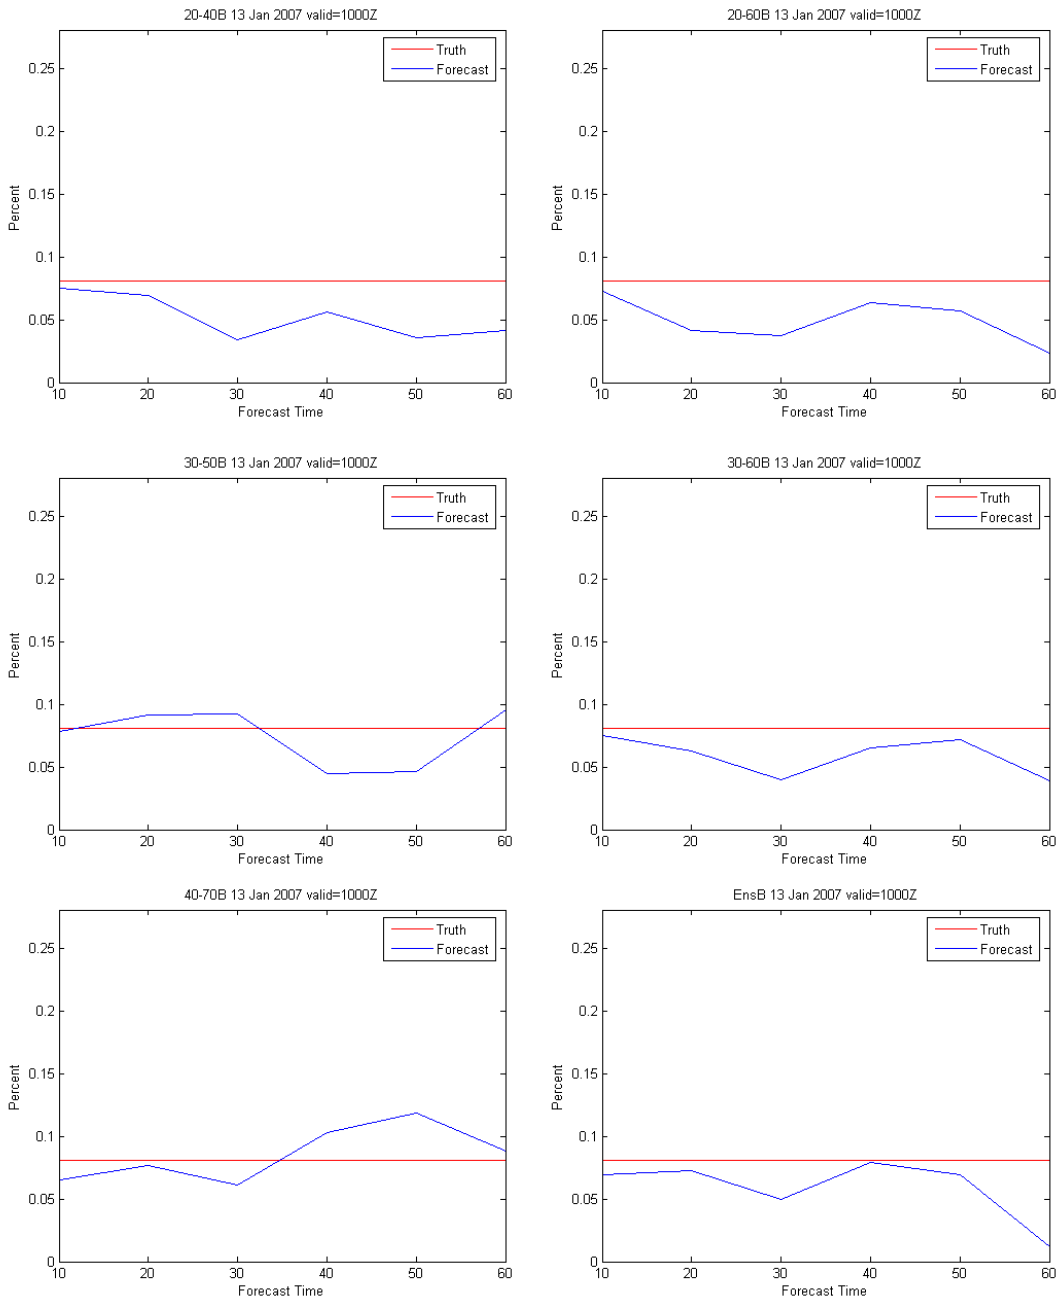 20-40B 13 Jan 2007 valid=1000Z
Truth
Forecast
0.25
0.2
0.15
0.1
0.05
0
Percent
10 20 30 40 50 60
Forecast Time
20-60B 13 Jan 2007 valid=1000Z
Truth
Forecast
0.25
0.2
0.15
0.1
0.05
0
Percent
10 20 30 40 50 60
Forecast Time
30-50B 13 Jan 2007 valid=1000Z
Truth
Forecast
0.25
0.2
0.15
0.1
0.05
0
Percent
10 20 30 40 50 60
Forecast Time
30-60B 13 Jan 2007 valid=1000Z
Truth
Forecast
0.25
0.2
0.15
0.1
0.05
0
Percent
10 20 30 40 50 60
Forecast Time
40-70B 13 Jan 2007 valid=1000Z
Truth
Forecast
0.25
0.2
0.15
0.1
0.05
0
Percent
10 20 30 40 50 60
Forecast Time
EnsB 13 Jan 2007 valid=1000Z
Truth
Forecast
0.25
0.2
0.15
0.1
0.05
0
Percent
10 20 30 40 50 60
Forecast Time